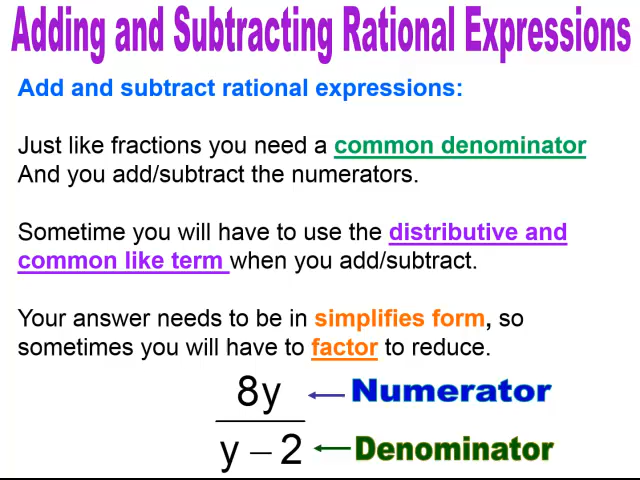 Adding and Subtracting Rational Expressions
Add and subtract rational expressions:
Just like fractions you need a common denominator
And you add/subtract the numerators.
Sometime you will have to use the distributive and
common like term when you add/subtract.
Your answer needs to be in simplifies form, so
sometimes you will have to factor to reduce.
8y
Numerator
y − 2
Denominator